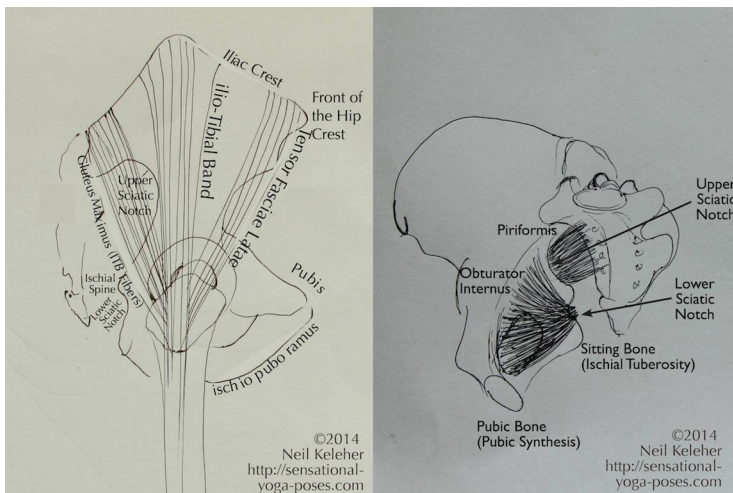 Iliac Crest
Front of
the Hip
Crest
ilio-Tibial Band
Tensor Fasciae Latae
Gluteus Maximus (ITB Fibers)
Upper
Sciatic
Notch
Ischial
Spine
Lower
Sciatic
Notch
Pubis
ischio pubo ramus
©2014
Neil Keleher
http://sensational-
yoga-poses.com
Upper
Sciatic
Notch
Piriformis
Obturator
Internus
Lower
Sciatic
Notch
Sitting Bone
(Ischial Tuberosity)
Pubic Bone
(Pubic Synthesis)
©2014
Neil Keleher
http://sensational-
yoga-poses.com